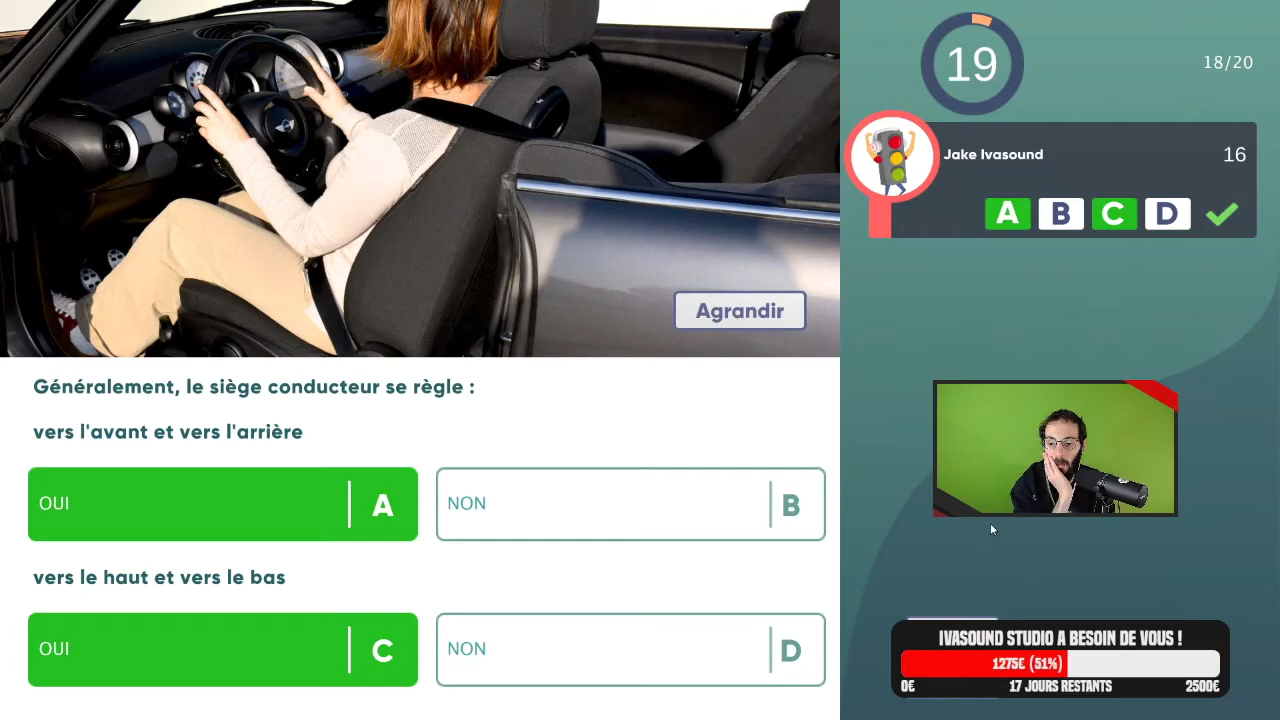 Agrandir
Généralement, le siège conducteur se règle :
vers l'avant et vers l'arrière
OUI A
NON B
vers le haut et vers le bas
OUI C
NON D
19
18/20
Jake Ivasound 16
A B C D
IVASOUND STUDIO A BESOIN DE VOUS !
1275€ (51%)
0€ 17 JOURS RESTANTS 2500€